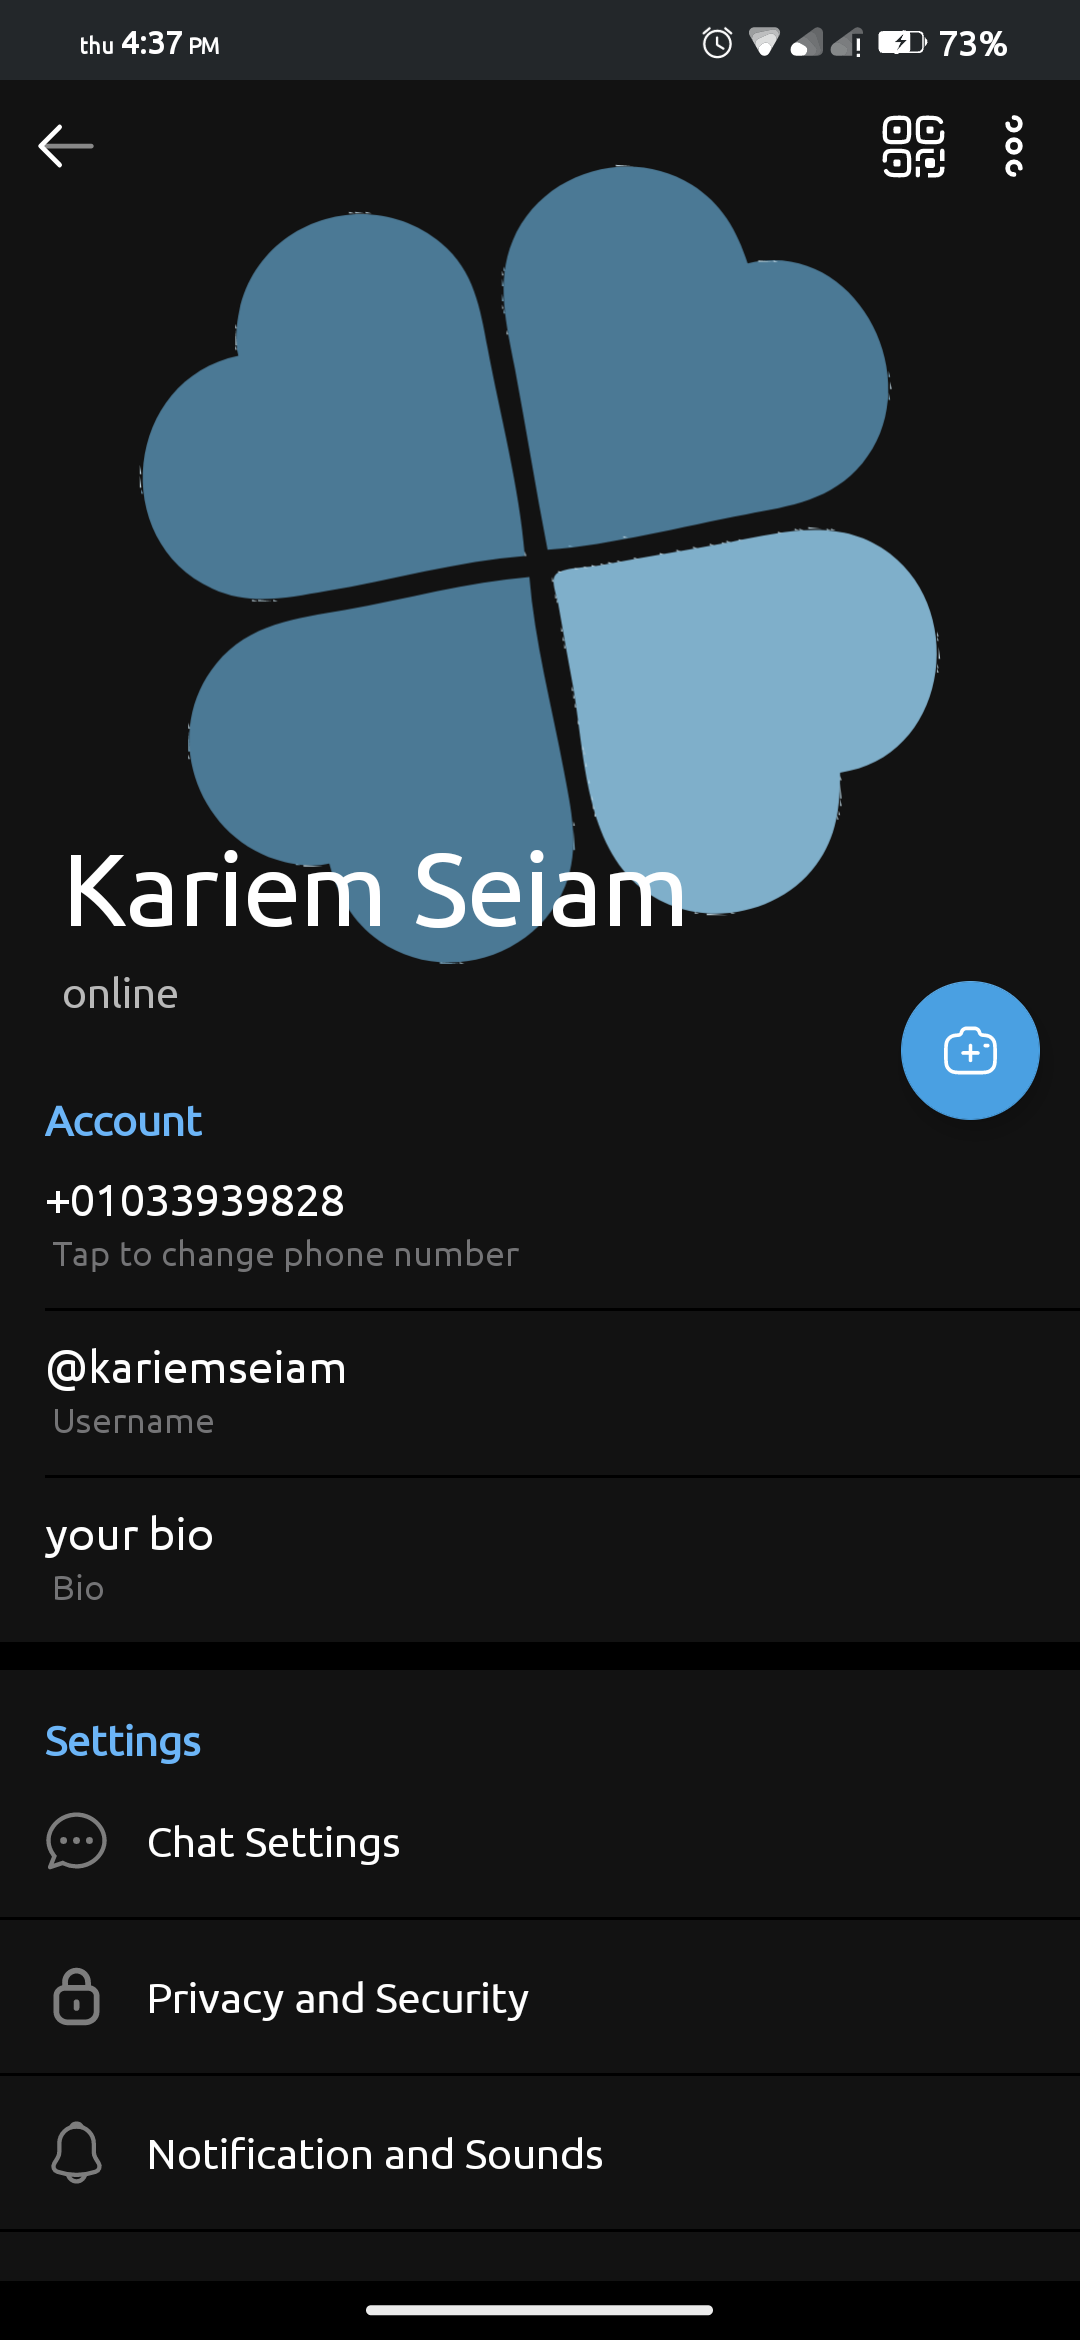 thu 4:37 PM 73%
Kariem Seiam
online
Account
+01033939828
Tap to change phone number
@kariemseiam
Username
your bio
Bio
Settings
Chat Settings
Privacy and Security
Notification and Sounds